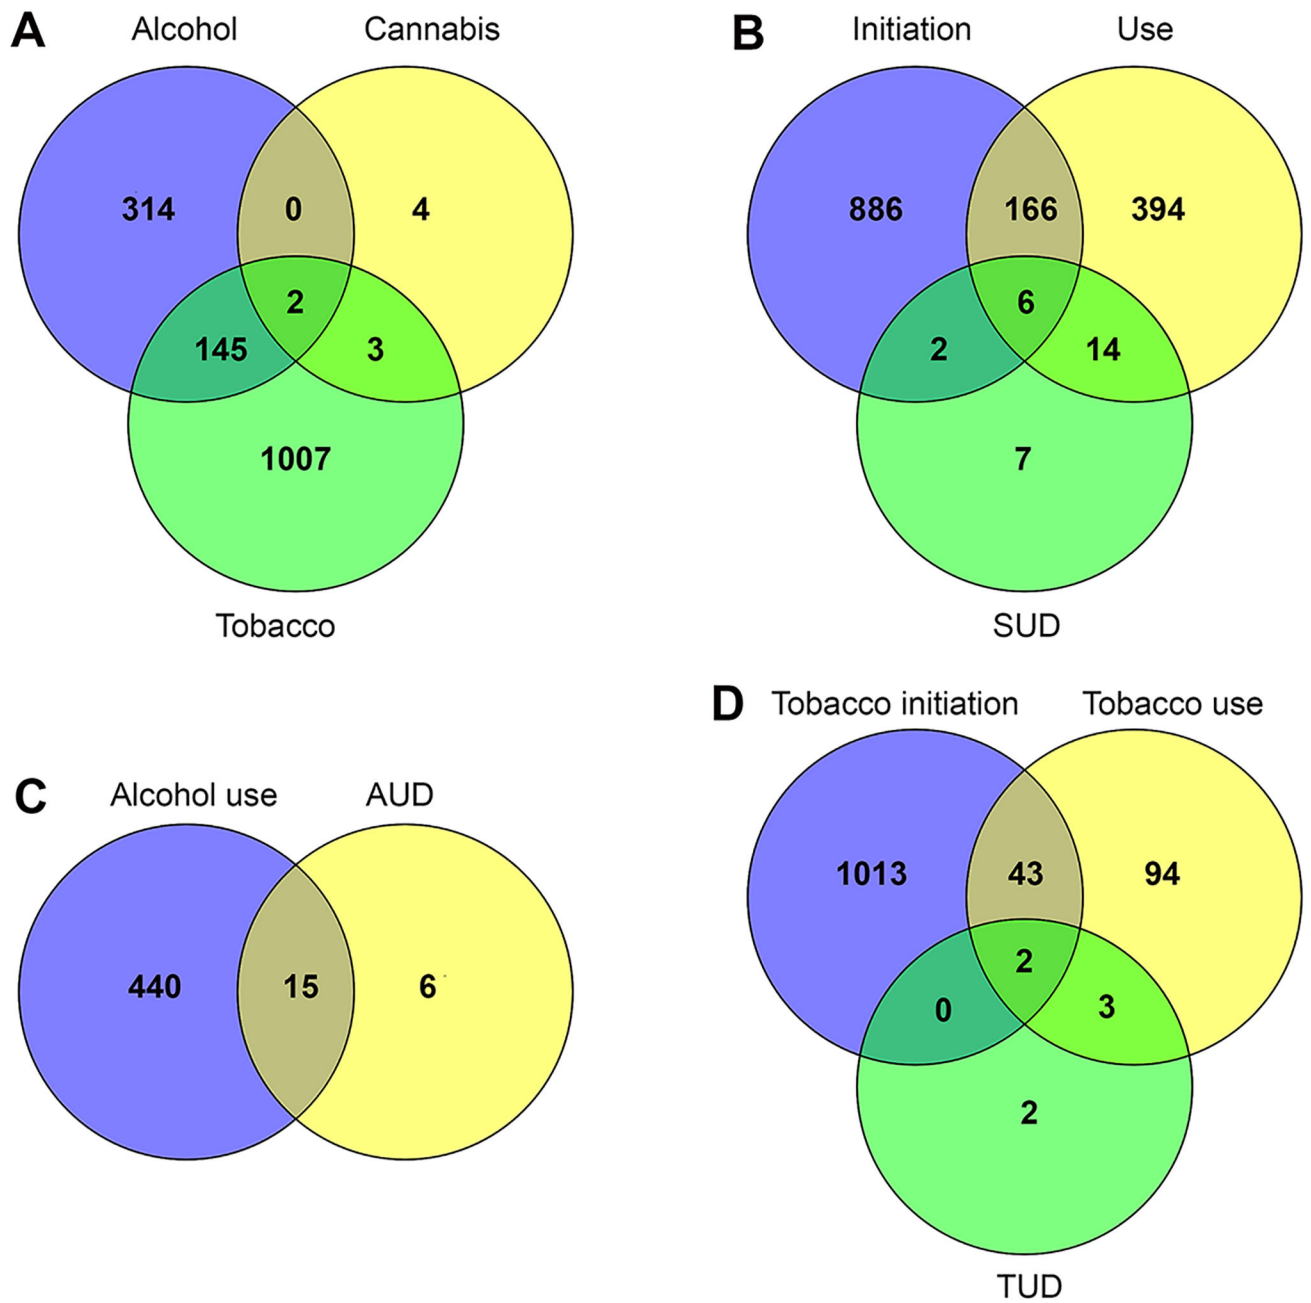 A
Alcohol
Cannabis
314
0
4
2
145
3
1007
Tobacco
B
Initiation
Use
886
166
394
6
2
14
7
SUD
C
Alcohol use
AUD
440
15
6
D
Tobacco initiation
Tobacco use
1013
43
94
2
0
3
2
TUD